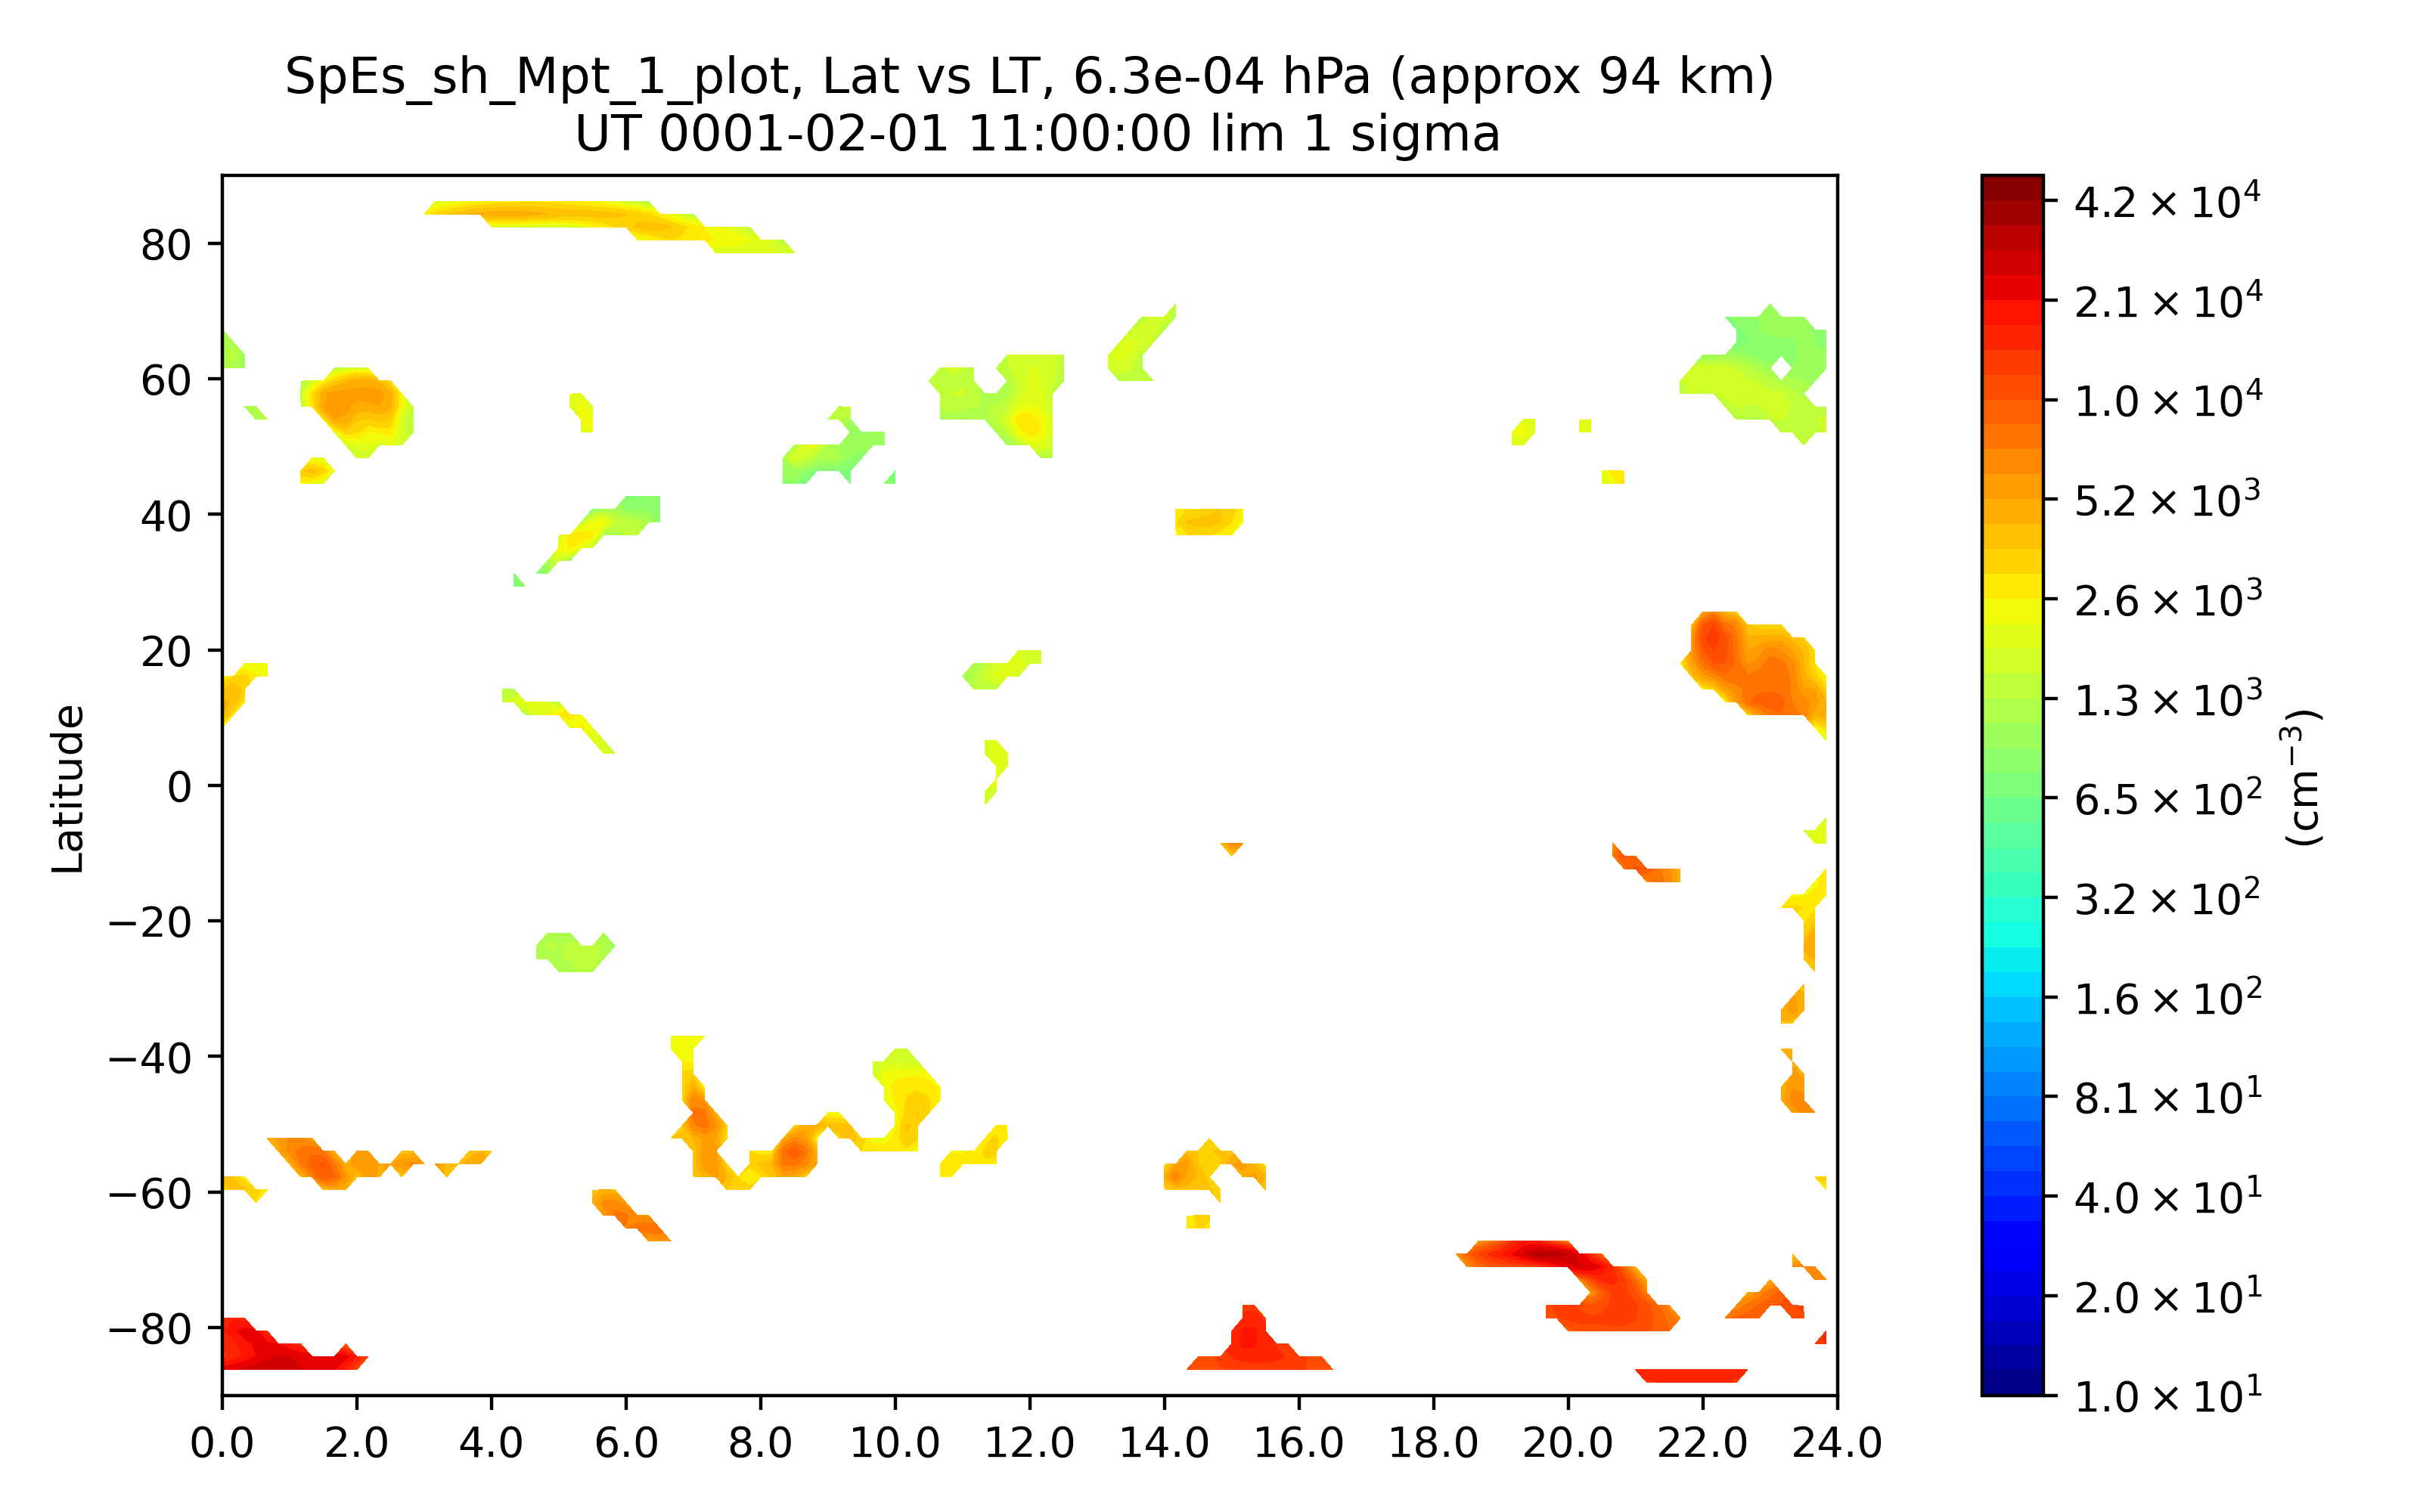 SpEs_sh_Mpt_1_plot, Lat vs LT, 6.3e-04 hPa (approx 94 km)
UT 0001-02-01 11:00:00 lim 1 sigma
Latitude
80
60
40
20
0
−20
−40
−60
−80
0.0 2.0 4.0 6.0 8.0 10.0 12.0 14.0 16.0 18.0 20.0 22.0 24.0
4.2 × 10⁴
2.1 × 10⁴
1.0 × 10⁴
5.2 × 10³
2.6 × 10³
1.3 × 10³
6.5 × 10²
3.2 × 10²
1.6 × 10²
8.1 × 10¹
4.0 × 10¹
2.0 × 10¹
1.0 × 10¹
(cm⁻³)